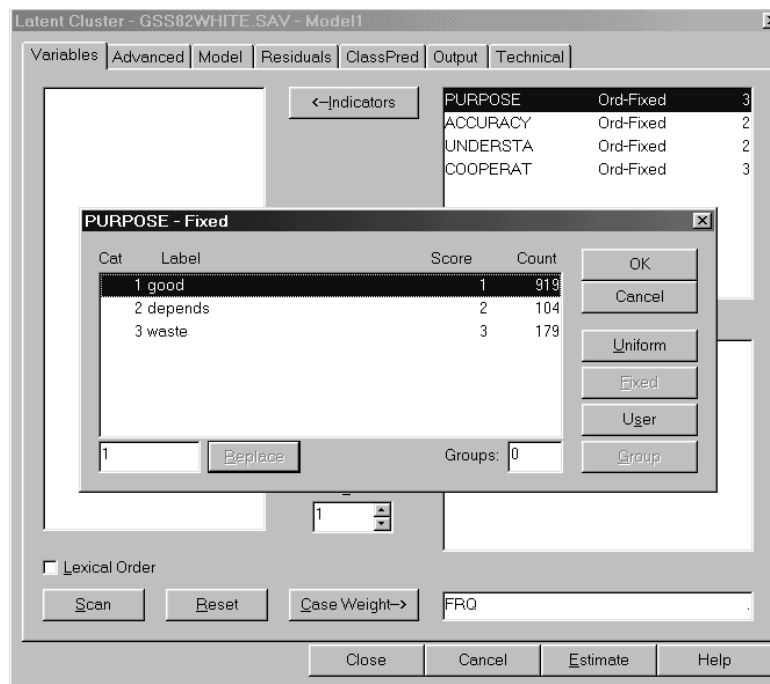 Latent Cluster - GSS82WHITE.SAV - Model1
Variables Advanced Model Residuals ClassPred Output Technical
<–Indicators
PURPOSE Ord-Fixed 3
ACCURACY Ord-Fixed 2
UNDERSTA Ord-Fixed 2
COOPERAT Ord-Fixed 3
PURPOSE - Fixed
Cat Label Score Count
1 good 1 919
2 depends 2 104
3 waste 3 179
OK
Cancel
Uniform
Fixed
User
Group
1 Replace Groups: 0
1
Lexical Order
Scan Reset Case Weight–> FRQ .
Close Cancel Estimate Help